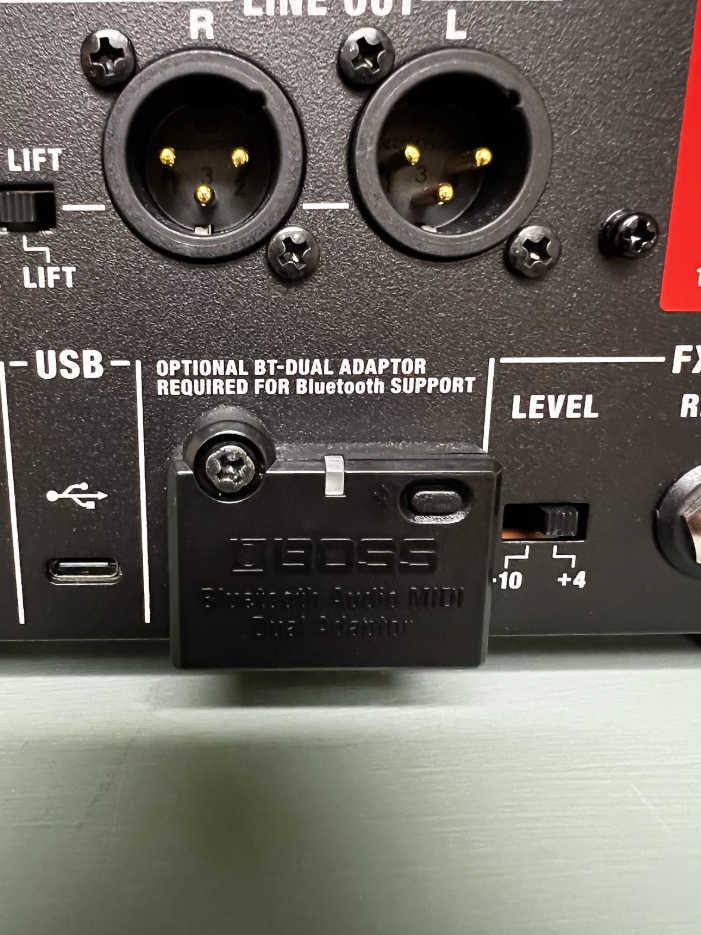 LINE OUT
R L
1 3 2
3
LIFT
LIFT
USB
OPTIONAL BT-DUAL ADAPTOR
REQUIRED FOR Bluetooth SUPPORT
LEVEL
-10 +4
BOSS
Bluetooth Audio MIDI
Dual Adaptor